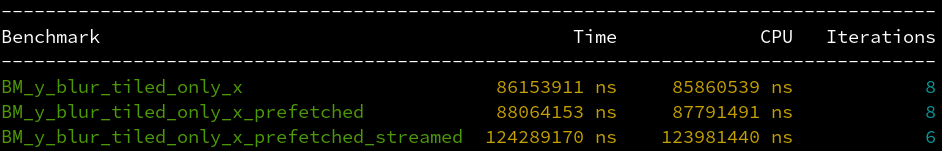 ------------------------------------------------------------------------------
Benchmark                                       Time           CPU   Iterations
------------------------------------------------------------------------------
BM_y_blur_tiled_only_x                       86153911 ns   85860539 ns          8
BM_y_blur_tiled_only_x_prefetched            88064153 ns   87791491 ns          8
BM_y_blur_tiled_only_x_prefetched_streamed  124289170 ns  123981440 ns          6